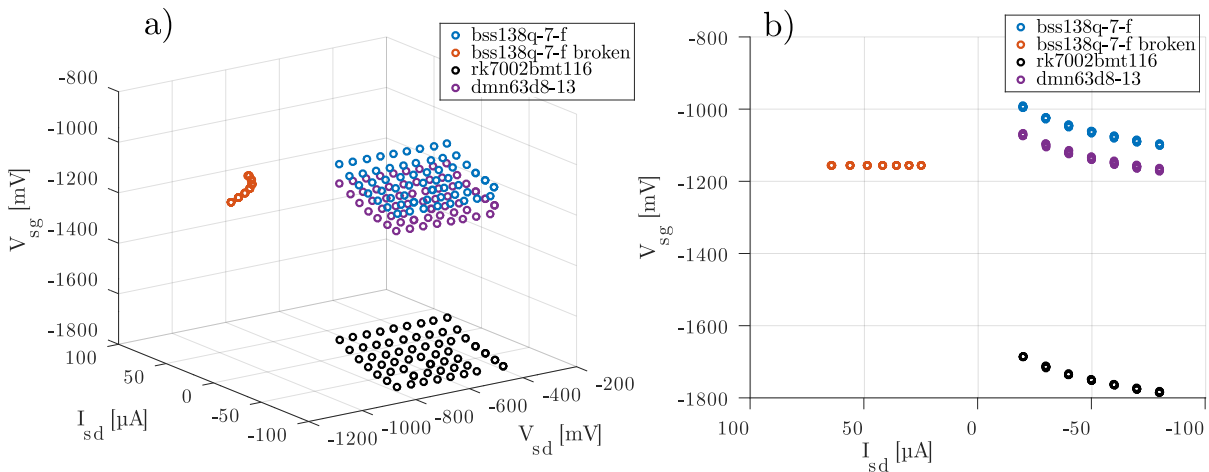 a)
bss138q-7-f
bss138q-7-f broken
rk7002bmt116
dmn63d8-13
-800
-1000
-1200
-1400
-1600
-1800
V_sg [mV]
100
50
0
-50
-100
I_sd [µA]
-1200
-1000
-800
-600
-400
-200
V_sd [mV]
b)
bss138q-7-f
bss138q-7-f broken
rk7002bmt116
dmn63d8-13
-800
-1000
-1200
-1400
-1600
-1800
V_sg [mV]
100
50
0
-50
-100
I_sd [µA]